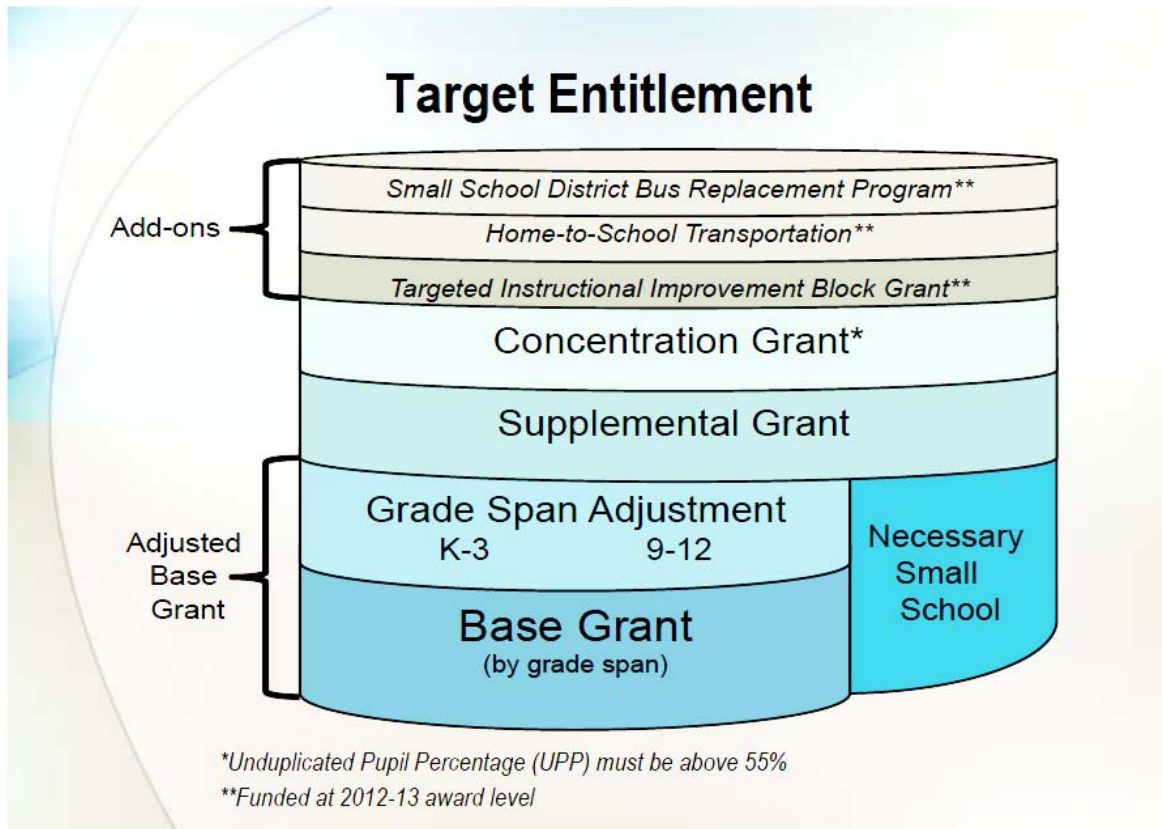 Target Entitlement
Small School District Bus Replacement Program**
Home-to-School Transportation**
Targeted Instructional Improvement Block Grant**
Add-ons
Concentration Grant*
Supplemental Grant
Grade Span Adjustment
K-3 9-12
Base Grant
(by grade span)
Adjusted
Base
Grant
Necessary
Small
School
*Unduplicated Pupil Percentage (UPP) must be above 55%
**Funded at 2012-13 award level